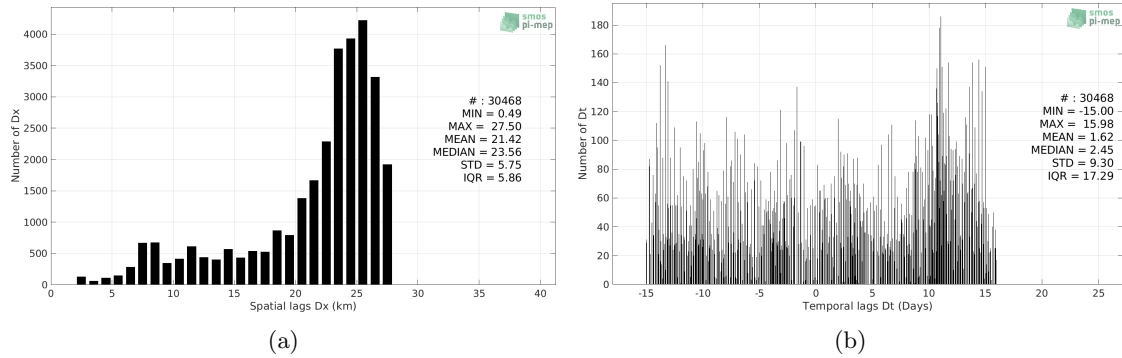 smos
pi-mep
4000
3500
3000
2500
2000
1500
1000
500
0
Number of Dx
# : 30468
MIN = 0.49
MAX = 27.50
MEAN = 21.42
MEDIAN = 23.56
STD = 5.75
IQR = 5.86
0 5 10 15 20 25 30 35 40
Spatial lags Dx (km)
(a)
smos
pi-mep
180
160
140
120
100
80
60
40
20
0
Number of Dt
# : 30468
MIN = -15.00
MAX = 15.98
MEAN = 1.62
MEDIAN = 2.45
STD = 9.30
IQR = 17.29
-15 -10 -5 0 5 10 15 20 25
Temporal lags Dt (Days)
(b)